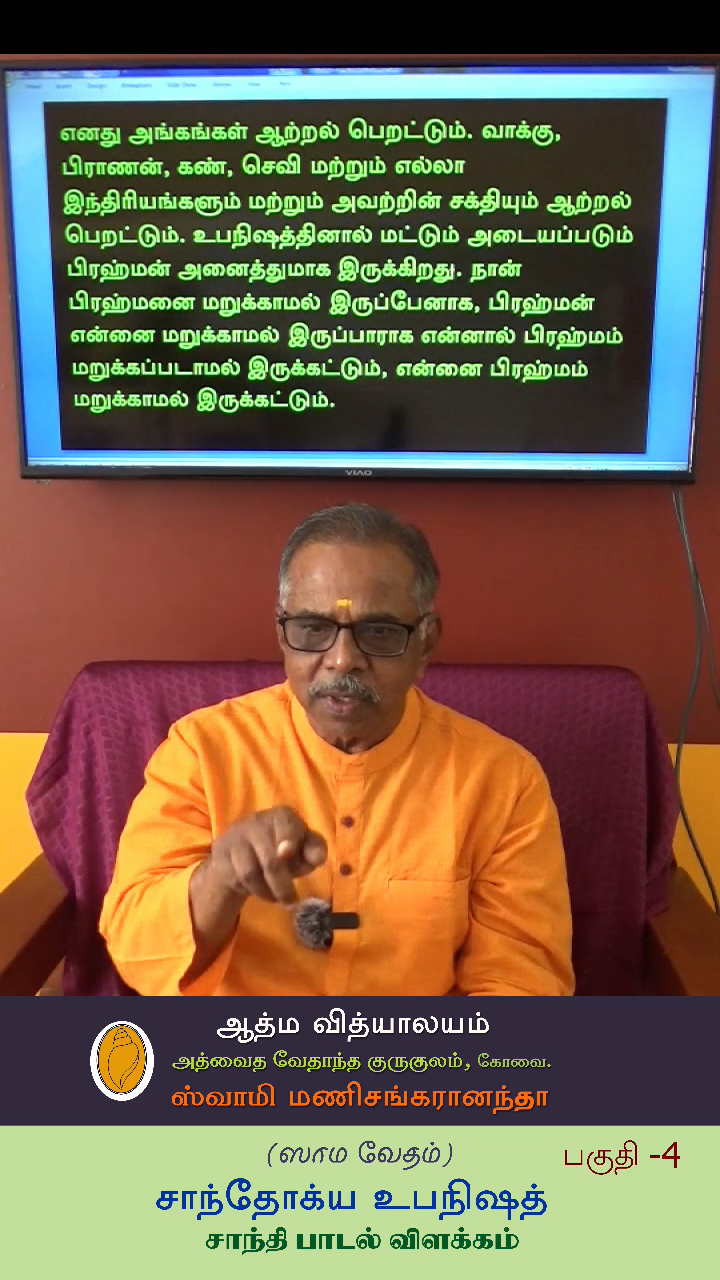 எனது அங்கங்கள் ஆற்றல் பெறட்டும். வாக்கு,
பிராணன், கண், செவி மற்றும் எல்லா
இந்திரியங்களும் மற்றும் அவற்றின் சக்தியும் ஆற்றல்
பெறட்டும். உபநிஷத்தினால் மட்டும் அடையப்படும்
பிரஹ்மன் அனைத்துமாக இருக்கிறது. நான்
பிரஹ்மனை மறுக்காமல் இருப்பேனாக, பிரஹ்மன்
என்னை மறுக்காமல் இருப்பாராக என்னால் பிரஹ்மம்
மறுக்கப்படாமல் இருக்கட்டும், என்னை பிரஹ்மம்
மறுக்காமல் இருக்கட்டும்.
VIAO
ஆத்ம வித்யாலயம்
அத்வைத வேதாந்த குருகுலம், கோவை.
ஸ்வாமி மணிசங்கரானந்தா
(ஸாம வேதம்)
பகுதி -4
சாந்தோக்ய உபநிஷத்
சாந்தி பாடல் விளக்கம்